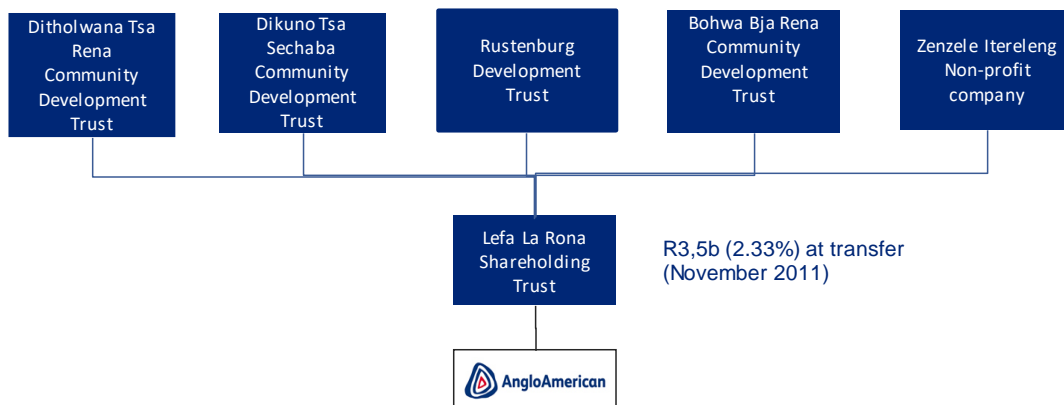 Ditholwana Tsa
Rena
Community
Development
Trust
Dikuno Tsa
Sechaba
Community
Development
Trust
Rustenburg
Development
Trust
Bohwa Bja Rena
Community
Development
Trust
Zenzele Itereleng
Non-profit
company
Lefa La Rona
Shareholding
Trust
R3,5b (2.33%) at transfer
(November 2011)
AngloAmerican